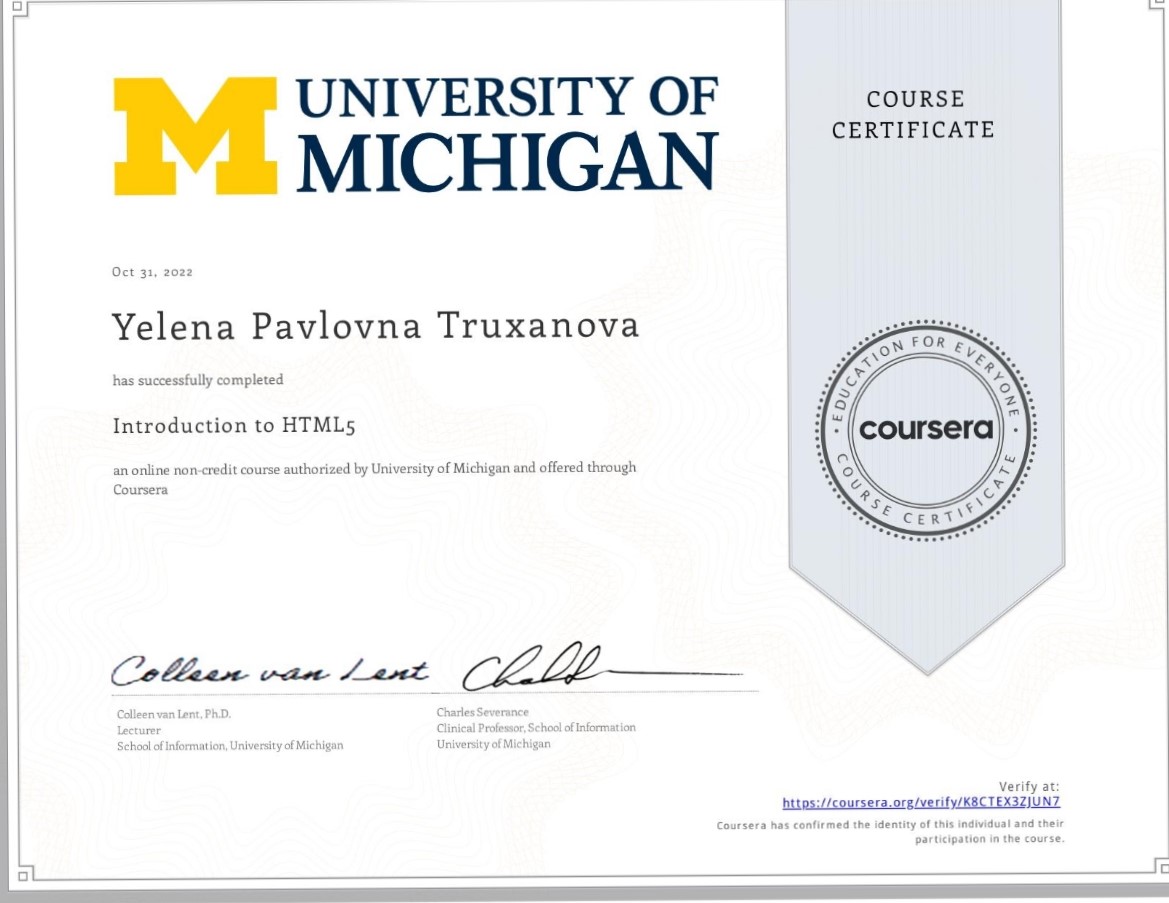 UNIVERSITY OF
MICHIGAN
COURSE
CERTIFICATE
Oct 31, 2022
Yelena Pavlovna Truxanova
has successfully completed
Introduction to HTML5
an online non-credit course authorized by University of Michigan and offered through
Coursera
EDUCATION FOR EVERYONE
coursera
COURSE CERTIFICATE
Colleen van Lent
Colleen van Lent, Ph.D.
Lecturer
School of Information, University of Michigan
Charles Severance
Clinical Professor, School of Information
University of Michigan
Verify at:
https://coursera.org/verify/K8CTEX3ZJUN7
Coursera has confirmed the identity of this individual and their
participation in the course.